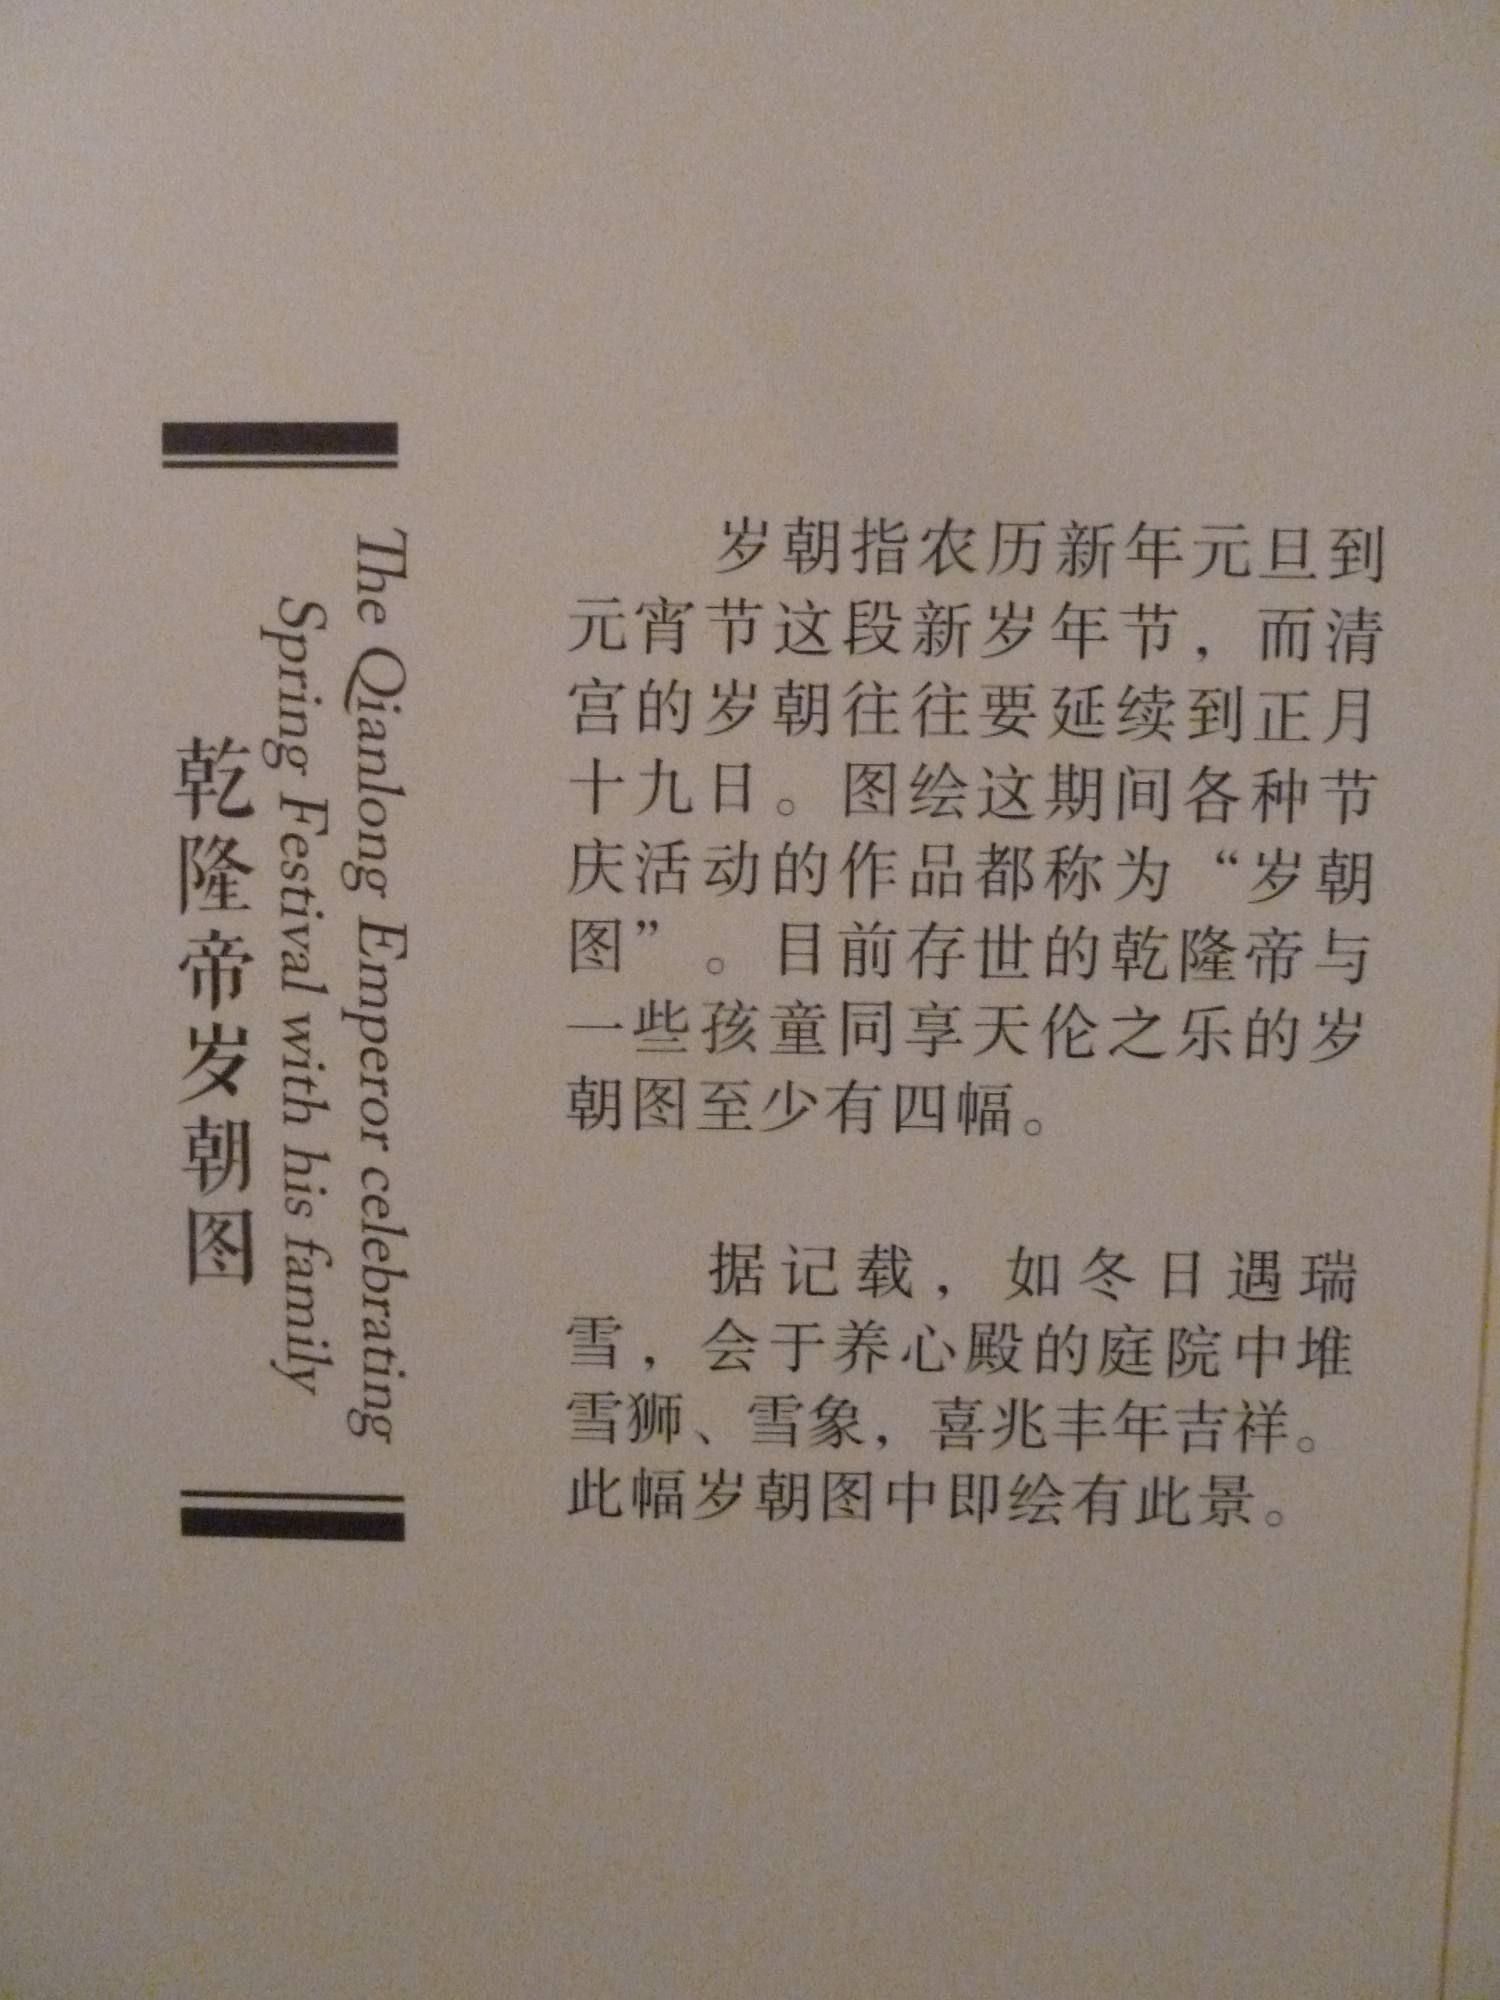 乾隆帝岁朝图
The Qianlong Emperor celebrating
Spring Festival with his family
岁朝指农历新年元旦到
元宵节这段新岁年节，而清
宫的岁朝往往要延续到正月
十九日。图绘这期间各种节
庆活动的作品都称为“岁朝
图”。目前存世的乾隆帝与
一些孩童同享天伦之乐的岁
朝图至少有四幅。
据记载，如冬日遇瑞
雪，会于养心殿的庭院中堆
雪狮、雪象，喜兆丰年吉祥。
此幅岁朝图中即绘有此景。